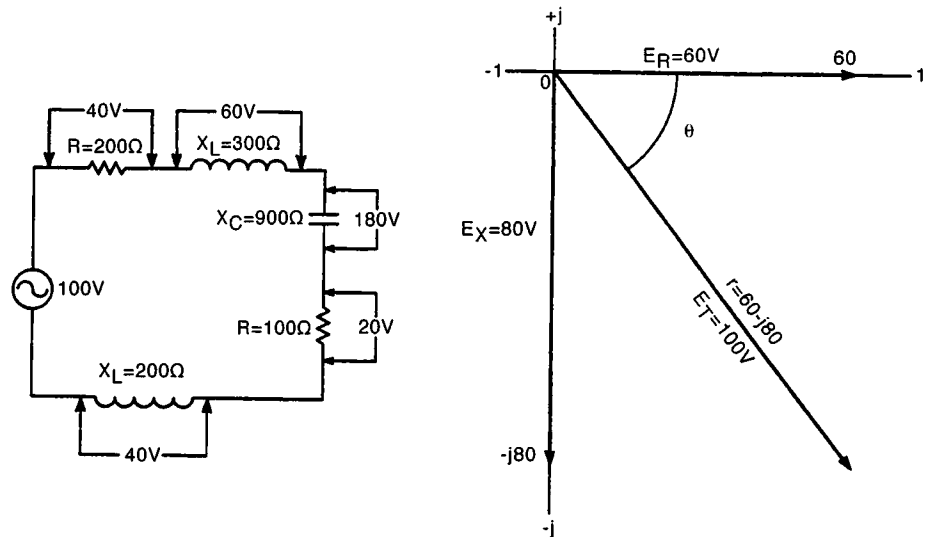 40V
R=200Ω
60V
XL=300Ω
XC=900Ω
180V
100V
R=100Ω
20V
XL=200Ω
40V
+j
ER=60V
60
-1
0
1
θ
EX=80V
r=60-j80
ET=100V
-j80
-j